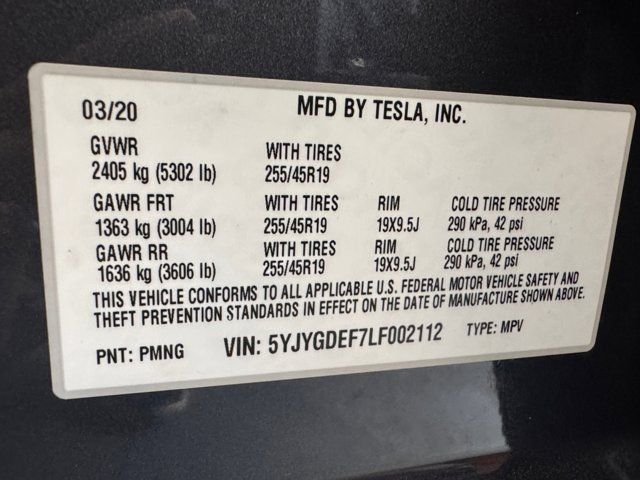 03/20 MFD BY TESLA, INC.
GVWR
2405 kg (5302 lb) WITH TIRES 255/45R19
GAWR FRT WITH TIRES RIM COLD TIRE PRESSURE
1363 kg (3004 lb) 255/45R19 19X9.5J 290 kPa, 42 psi
GAWR RR WITH TIRES RIM COLD TIRE PRESSURE
1636 kg (3606 lb) 255/45R19 19X9.5J 290 kPa, 42 psi
THIS VEHICLE CONFORMS TO ALL APPLICABLE U.S. FEDERAL MOTOR VEHICLE SAFETY AND
THEFT PREVENTION STANDARDS IN EFFECT ON THE DATE OF MANUFACTURE SHOWN ABOVE.
PNT: PMNG VIN: 5YJYGDEF7LF002112 TYPE: MPV